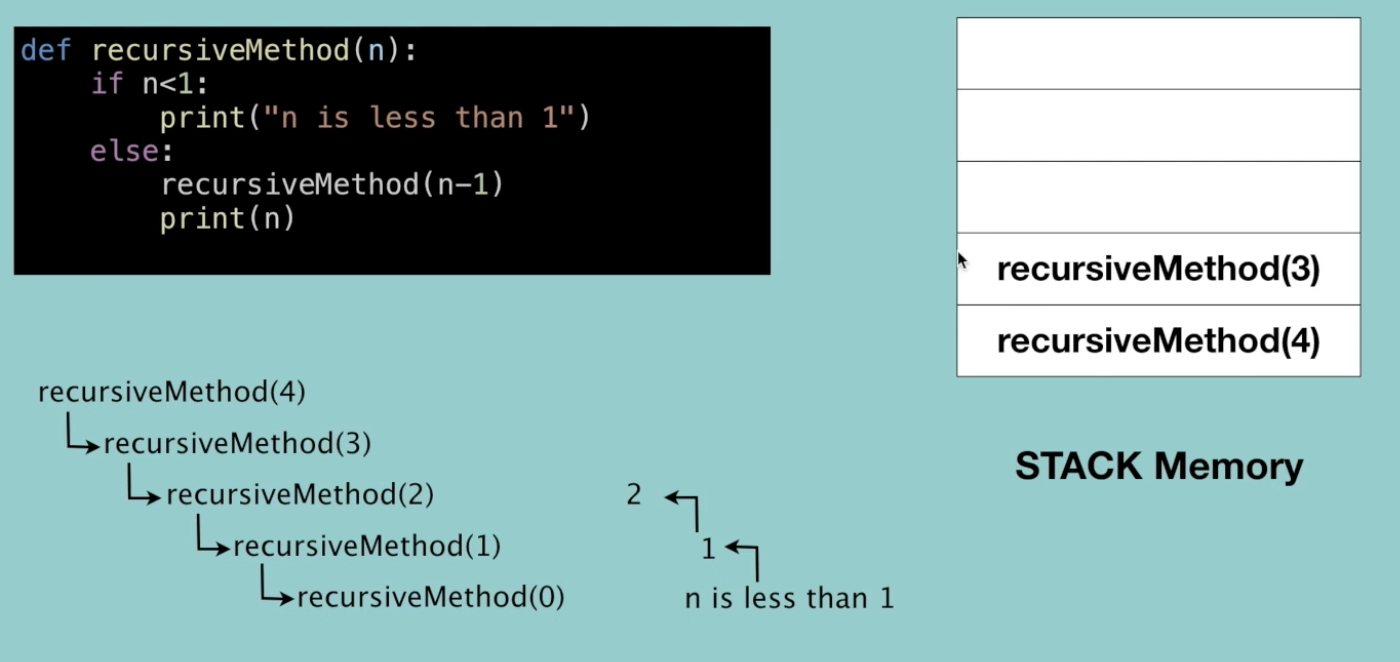 def recursiveMethod(n):
    if n<1:
        print("n is less than 1")
    else:
        recursiveMethod(n-1)
        print(n)
recursiveMethod(3)
recursiveMethod(4)
STACK Memory
recursiveMethod(4)
recursiveMethod(3)
recursiveMethod(2)
2
recursiveMethod(1)
1
recursiveMethod(0)
n is less than 1